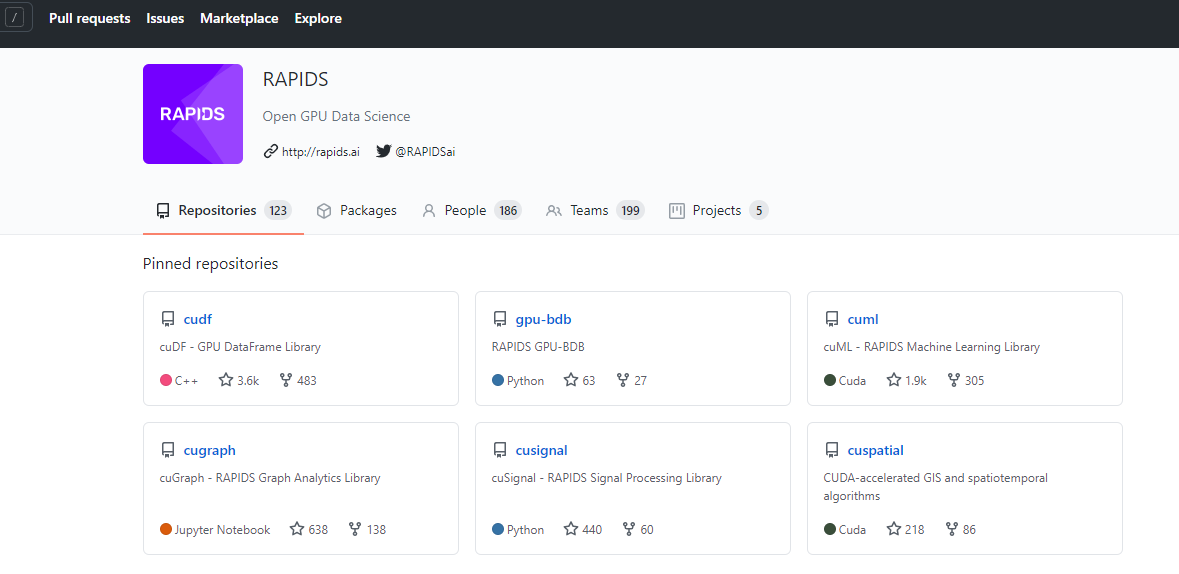 / Pull requests Issues Marketplace Explore
RAPIDS
RAPIDS
Open GPU Data Science
http://rapids.ai @RAPIDSai
Repositories 123 Packages People 186 Teams 199 Projects 5
Pinned repositories
cudf
cuDF - GPU DataFrame Library
C++ 3.6k 483
gpu-bdb
RAPIDS GPU-BDB
Python 63 27
cuml
cuML - RAPIDS Machine Learning Library
Cuda 1.9k 305
cugraph
cuGraph - RAPIDS Graph Analytics Library
Jupyter Notebook 638 138
cusignal
cuSignal - RAPIDS Signal Processing Library
Python 440 60
cuspatial
CUDA-accelerated GIS and spatiotemporal
algorithms
Cuda 218 86